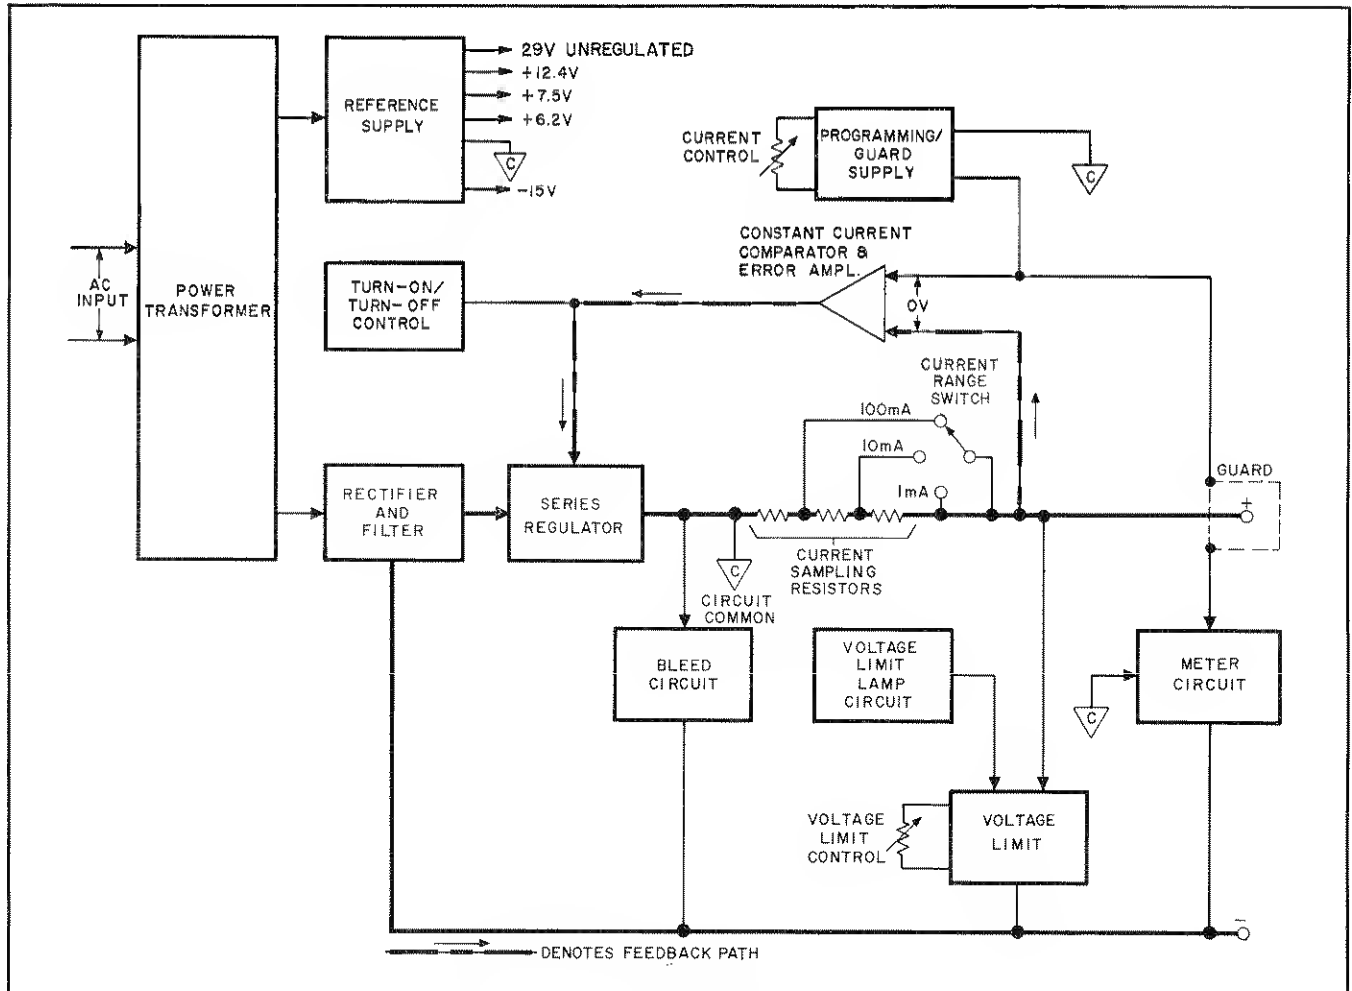 29V UNREGULATED
+12.4V
+7.5V
+6.2V
C
-15V
REFERENCE
SUPPLY
CURRENT
CONTROL
PROGRAMMING/
GUARD
SUPPLY
C
CONSTANT CURRENT
COMPARATOR &
ERROR AMPL.
AC
INPUT
POWER
TRANSFORMER
TURN-ON/
TURN-OFF
CONTROL
0V
CURRENT
RANGE
SWITCH
100mA
10mA
1mA
GUARD
+
RECTIFIER
AND
FILTER
SERIES
REGULATOR
C
CIRCUIT
COMMON
CURRENT
SAMPLING
RESISTORS
BLEED
CIRCUIT
VOLTAGE
LIMIT
LAMP
CIRCUIT
C
METER
CIRCUIT
VOLTAGE
LIMIT
CONTROL
VOLTAGE
LIMIT
-
DENOTES FEEDBACK PATH